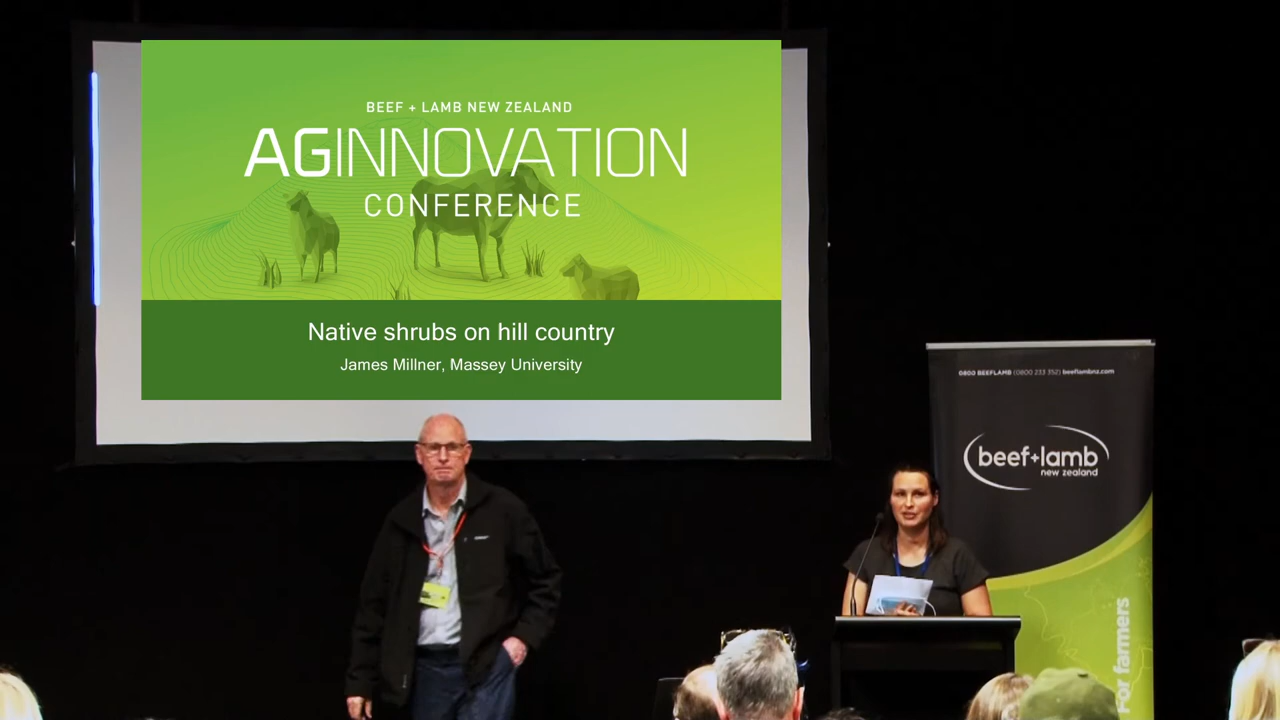 BEEF + LAMB NEW ZEALAND
AGINNOVATION
CONFERENCE
Native shrubs on hill country
James Millner, Massey University
0800 BEEFLAMB (0800 233 352) beeflambnz.com
beef+lamb
new zealand
For farmers